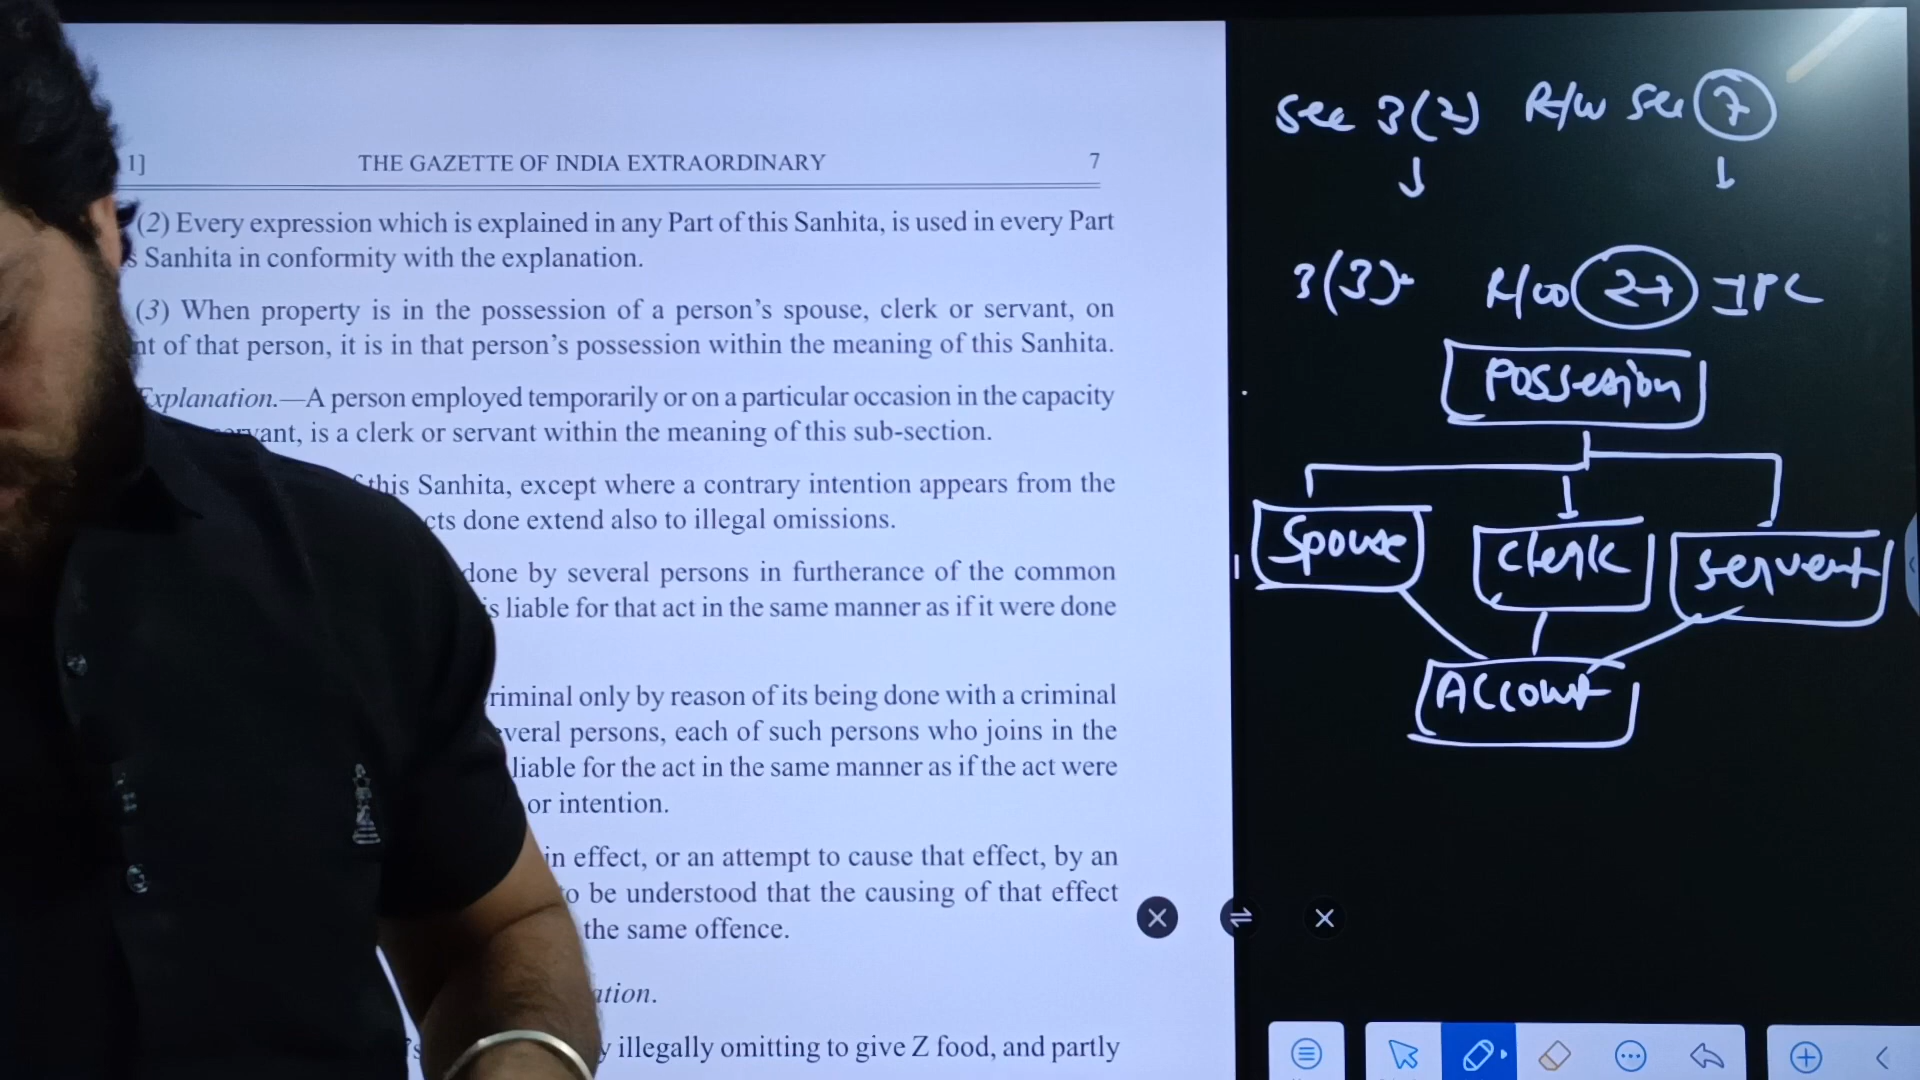 1] THE GAZETTE OF INDIA EXTRAORDINARY 7
(2) Every expression which is explained in any Part of this Sanhita, is used in every Part
s Sanhita in conformity with the explanation.
(3) When property is in the possession of a person's spouse, clerk or servant, on
nt of that person, it is in that person's possession within the meaning of this Sanhita.
Explanation.—A person employed temporarily or on a particular occasion in the capacity
servant, is a clerk or servant within the meaning of this sub-section.
this Sanhita, except where a contrary intention appears from the
cts done extend also to illegal omissions.
done by several persons in furtherance of the common
is liable for that act in the same manner as if it were done
riminal only by reason of its being done with a criminal
veral persons, each of such persons who joins in the
liable for the act in the same manner as if the act were
or intention.
in effect, or an attempt to cause that effect, by an
o be understood that the causing of that effect
the same offence.
ation.
y illegally omitting to give Z food, and partly
See 3(2) R/w Sec 7
3(3) R/w 27 IPC
Possession
Spouse
Clerk
Servent
Account